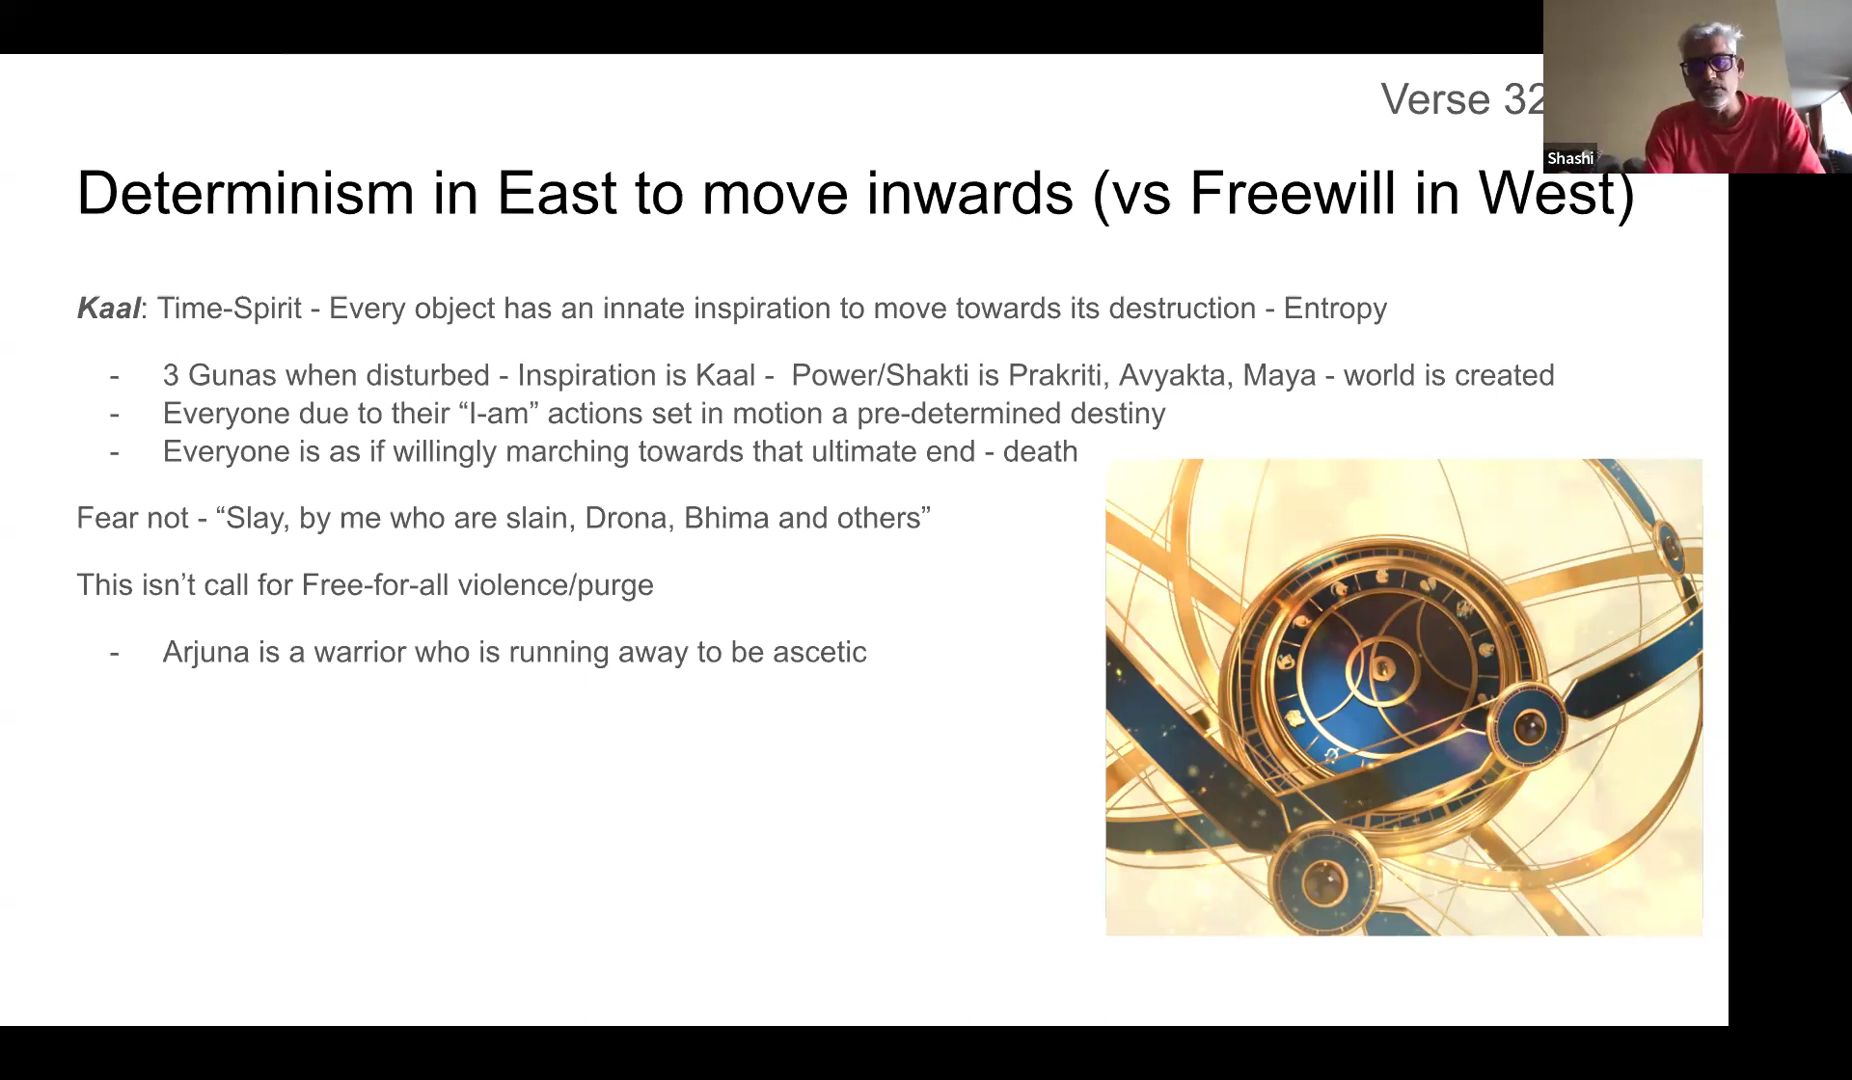 Verse 32
Shashi
Determinism in East to move inwards (vs Freewill in West)
Kaal: Time-Spirit - Every object has an innate inspiration to move towards its destruction - Entropy
- 3 Gunas when disturbed - Inspiration is Kaal - Power/Shakti is Prakriti, Avyakta, Maya - world is created
- Everyone due to their “I-am” actions set in motion a pre-determined destiny
- Everyone is as if willingly marching towards that ultimate end - death
Fear not - “Slay, by me who are slain, Drona, Bhima and others”
This isn’t call for Free-for-all violence/purge
- Arjuna is a warrior who is running away to be ascetic